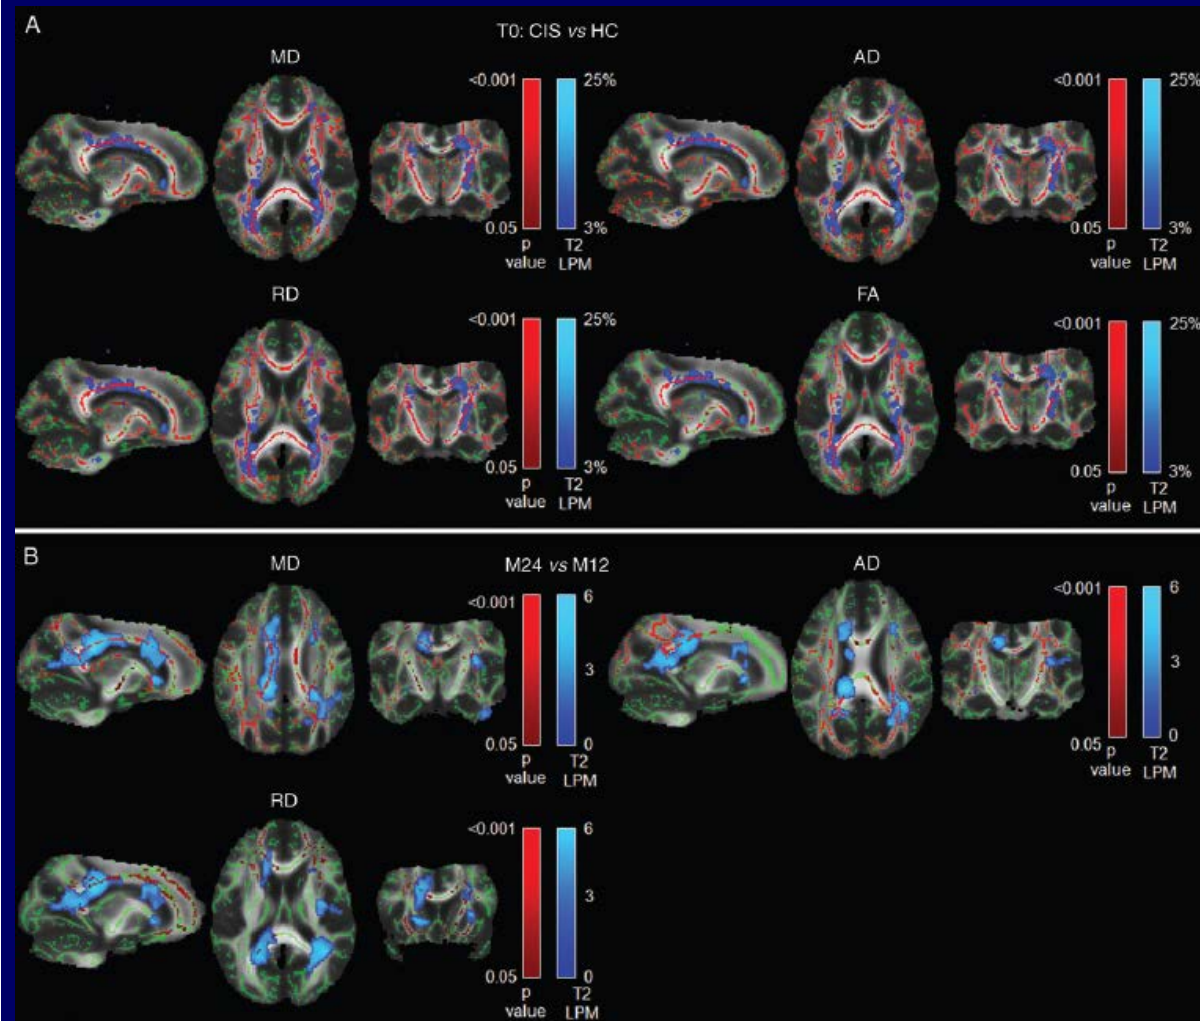 A
T0: CIS vs HC
MD
<0.001
25%
0.05
3%
p
value
T2
LPM
AD
<0.001
25%
0.05
3%
p
value
T2
LPM
RD
<0.001
25%
0.05
3%
p
value
T2
LPM
FA
<0.001
25%
0.05
3%
p
value
T2
LPM
B
M24 vs M12
MD
<0.001
6
3
0.05
0
p
value
T2
LPM
AD
<0.001
6
3
0.05
0
p
value
T2
LPM
RD
<0.001
6
3
0.05
0
p
value
T2
LPM